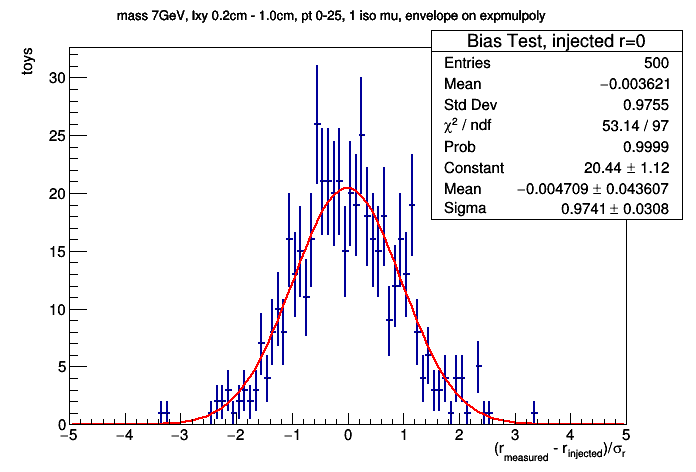 mass 7GeV, lxy 0.2cm - 1.0cm, pt 0-25, 1 iso mu, envelope on expmulpoly
Bias Test, injected r=0
Entries 500
Mean −0.003621
Std Dev 0.9755
χ² / ndf 53.14 / 97
Prob 0.9999
Constant 20.44 ± 1.12
Mean −0.004709 ± 0.043607
Sigma 0.9741 ± 0.0308
toys
30
25
20
15
10
5
0
−5 −4 −3 −2 −1 0 1 2 3 4 5
(r_measured - r_injected)/σ_r